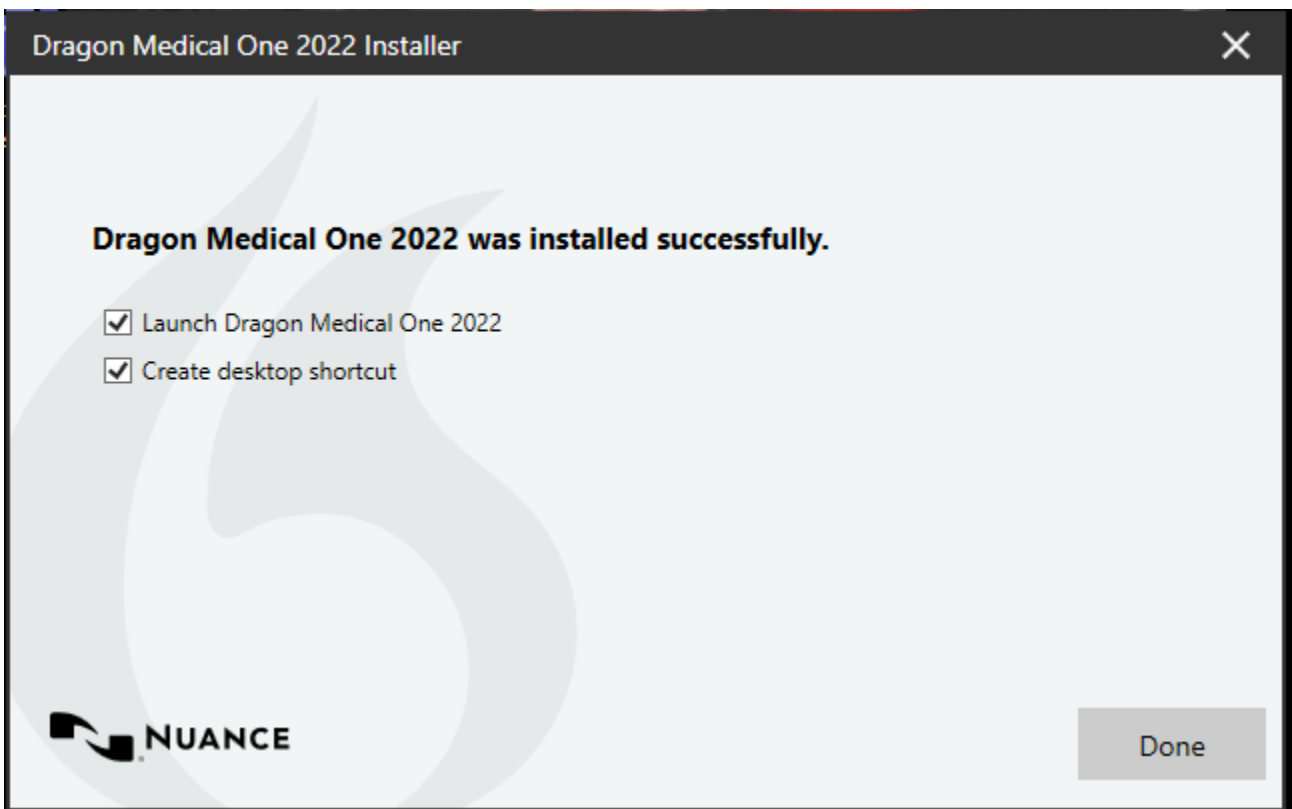 Dragon Medical One 2022 Installer
Dragon Medical One 2022 was installed successfully.
Launch Dragon Medical One 2022
Create desktop shortcut
NUANCE
Done